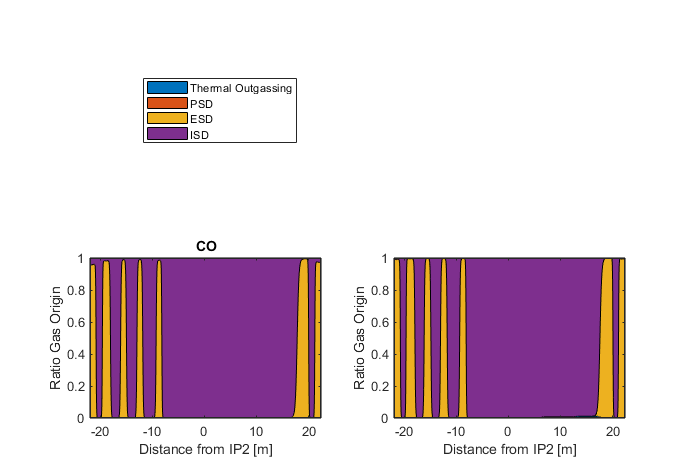 Thermal Outgassing
PSD
ESD
ISD
CO
1
0.8
0.6
0.4
0.2
0
Ratio Gas Origin
-20 -10 0 10 20
Distance from IP2 [m]
1
0.8
0.6
0.4
0.2
0
Ratio Gas Origin
-20 -10 0 10 20
Distance from IP2 [m]